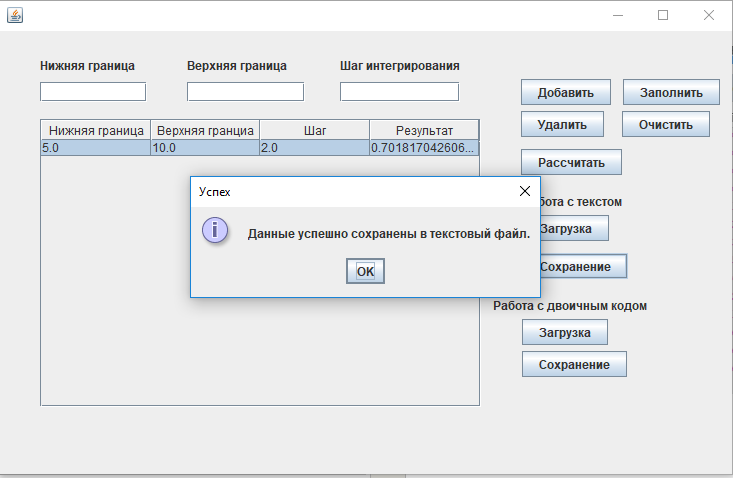 Нижняя граница Верхняя граница Шаг интегрирования
Добавить Заполнить
Удалить Очистить
Нижняя граница Верхняя гранциа Шаг Результат
5.0 10.0 2.0 0.701817042606...
Рассчитать
Успех
Данные успешно сохранены в текстовый файл.
OK
бота с текстом
Загрузка
Сохранение
Работа с двоичным кодом
Загрузка
Сохранение